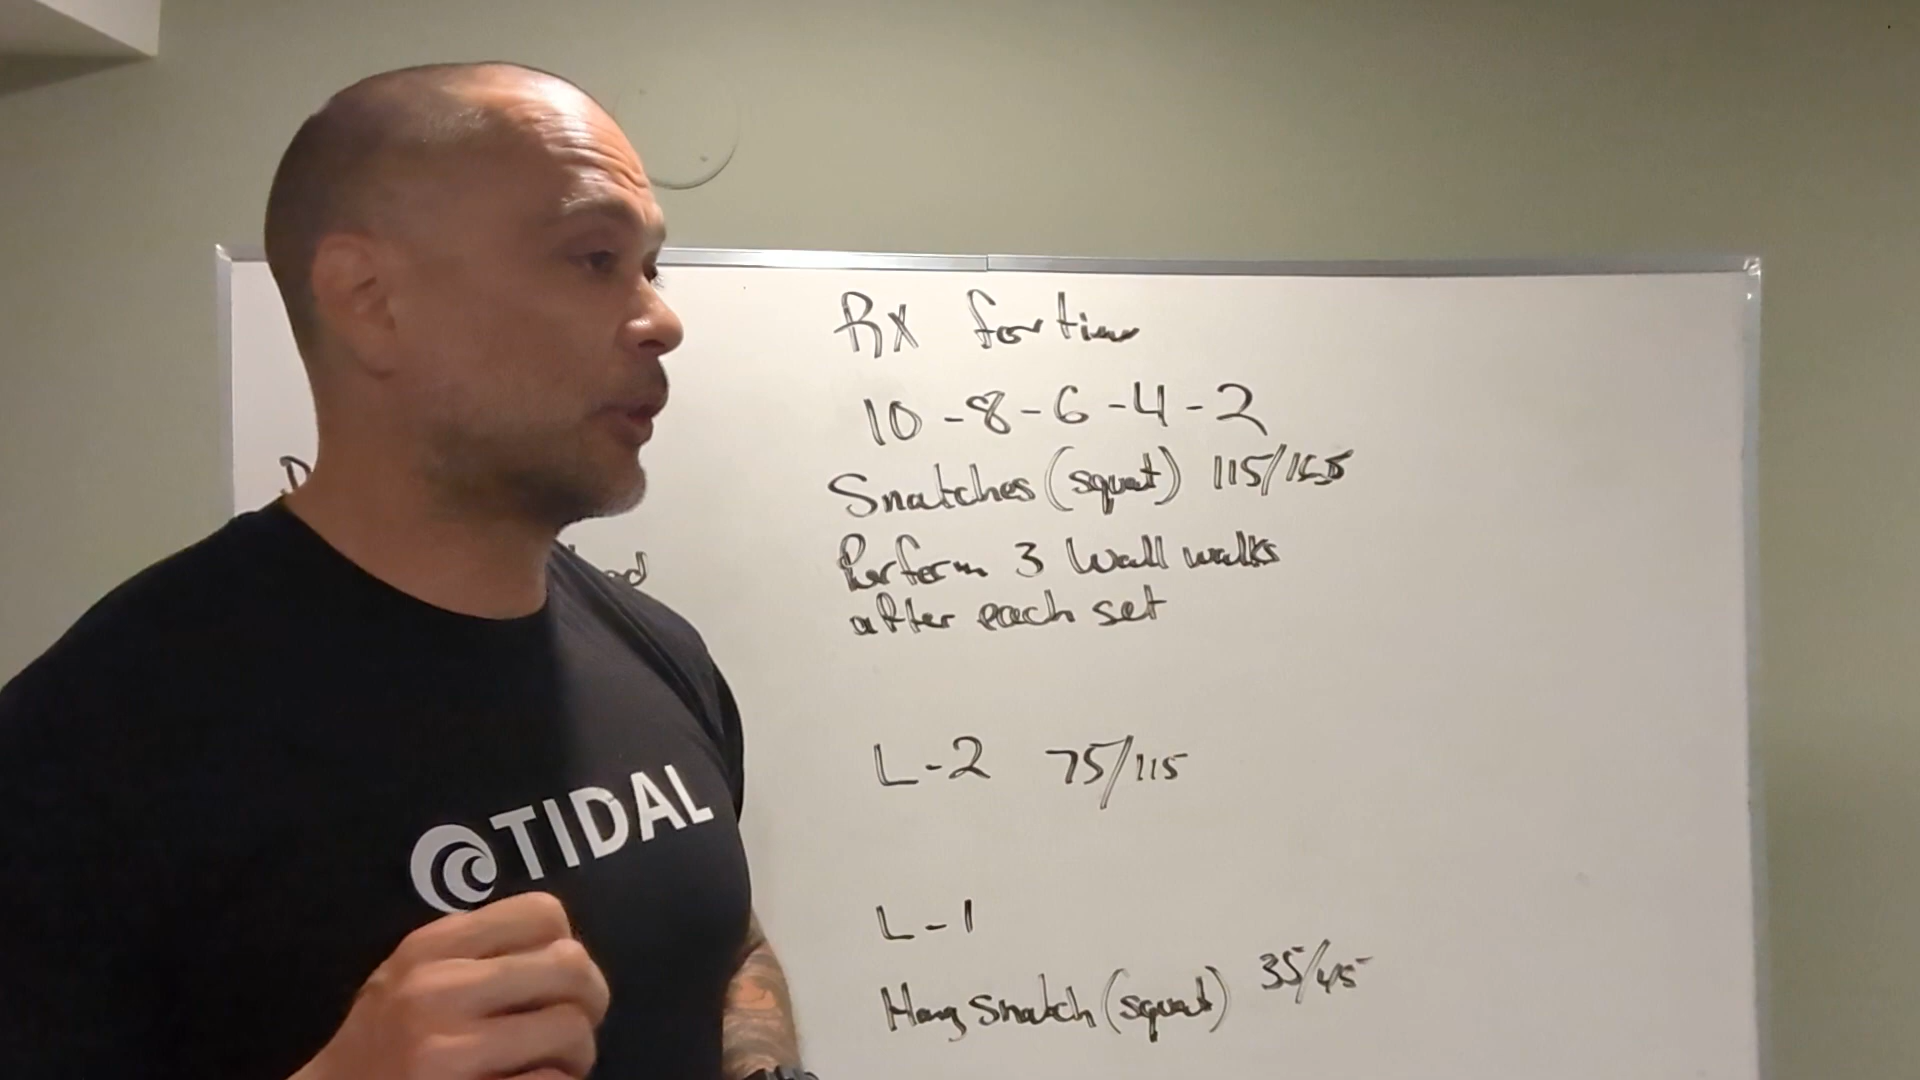 RX for time
10-8-6-4-2
Snatches (squat) 115/155
Perform 3 wall walks
after each set
L-2 75/115
L-1
Hang Snatch (squat) 35/45
TIDAL